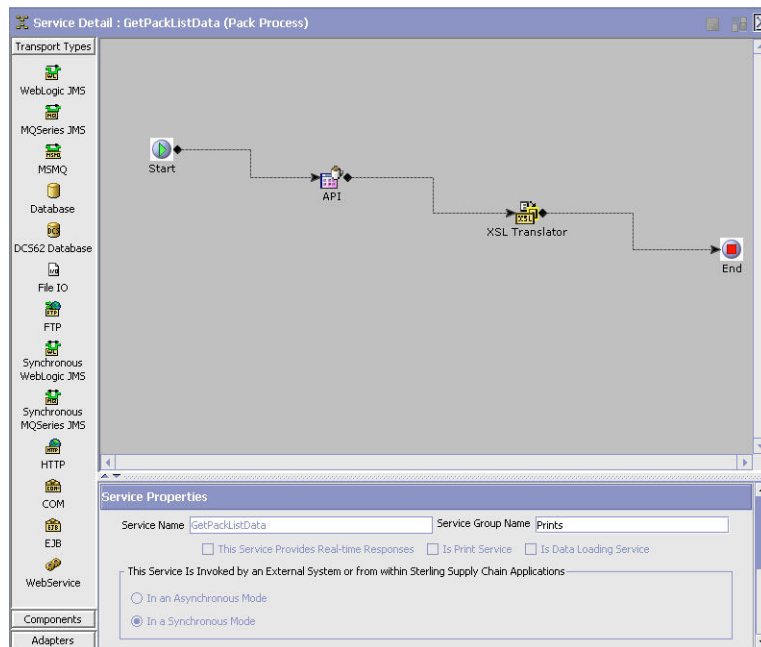 Service Detail : GetPackListData (Pack Process)
Transport Types
WebLogic JMS
MQSeries JMS
MSMQ
Database
DCS62 Database
File IO
FTP
Synchronous
WebLogic JMS
Synchronous
MQSeries JMS
HTTP
COM
EJB
WebService
Components
Adapters
Start
API
XSL
XSL Translator
End
Service Properties
Service Name GetPackListData Service Group Name Prints
This Service Provides Real-time Responses Is Print Service Is Data Loading Service
This Service Is Invoked by an External System or from within Sterling Supply Chain Applications
In an Asynchronous Mode
In a Synchronous Mode